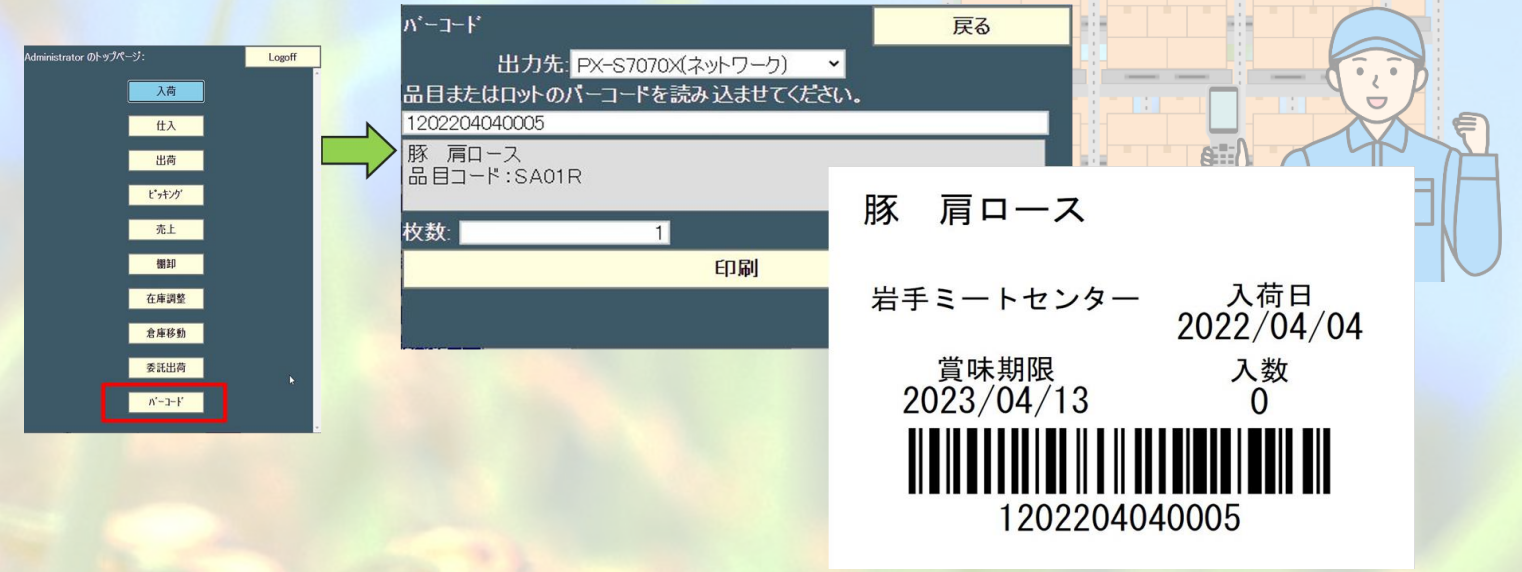 Administrator のトップページ:
Logoff
入荷
仕入
出荷
ﾋﾟｯｷﾝｸﾞ
売上
棚卸
在庫調整
倉庫移動
委託出荷
ﾊﾞｰｺｰﾄﾞ
ﾊﾞｰｺｰﾄﾞ
戻る
出力先: PX-S7070X(ネットワーク)
品目またはロットのバーコードを読み込ませてください。
1202204040005
豚　肩ロース
品目コード:SA01R
枚数: 1
印刷
豚　肩ロース
岩手ミートセンター
入荷日
2022/04/04
賞味期限
2023/04/13
入数
0
1202204040005